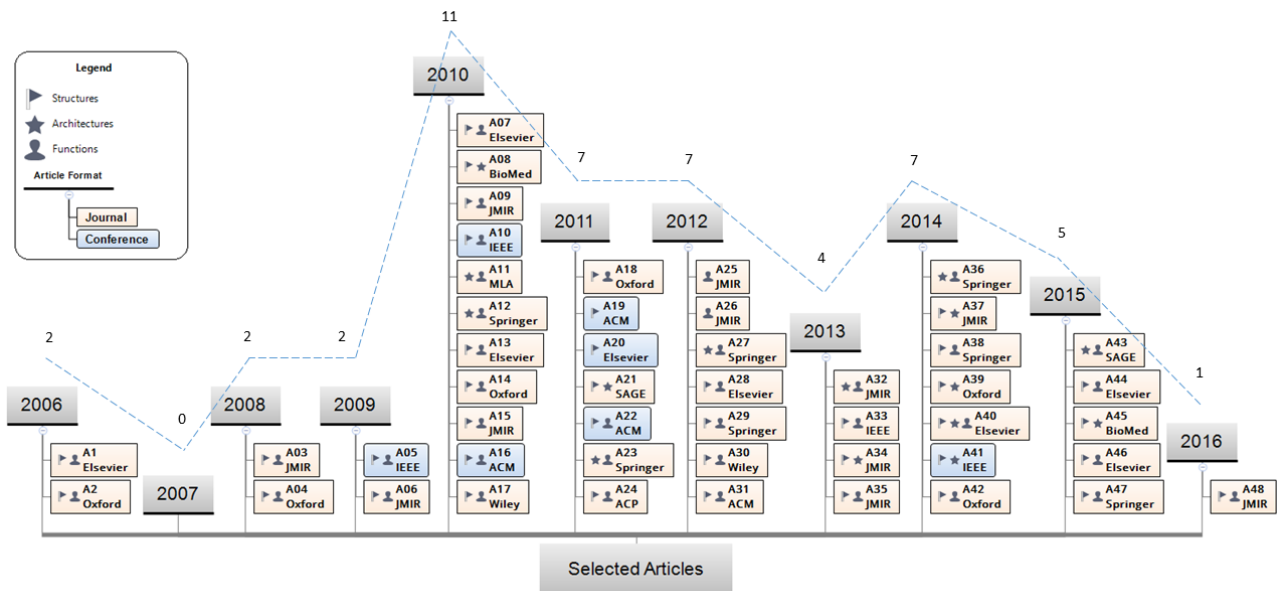 Legend
Structures
Architectures
Functions
Article Format
Journal
Conference
2
2006
A1
Elsevier
A2
Oxford
0
2007
2
2008
A03
JMIR
A04
Oxford
2
2009
A05
IEEE
A06
JMIR
11
2010
A07
Elsevier
A08
BioMed
A09
JMIR
A10
IEEE
A11
MLA
A12
Springer
A13
Elsevier
A14
Oxford
A15
JMIR
A16
ACM
A17
Wiley
7
2011
A18
Oxford
A19
ACM
A20
Elsevier
A21
SAGE
A22
ACM
A23
Springer
A24
ACP
7
2012
A25
JMIR
A26
JMIR
A27
Springer
A28
Elsevier
A29
Springer
A30
Wiley
A31
ACM
4
2013
A32
JMIR
A33
IEEE
A34
JMIR
A35
JMIR
7
2014
A36
Springer
A37
JMIR
A38
Springer
A39
Oxford
A40
Elsevier
A41
IEEE
A42
Oxford
5
2015
A43
SAGE
A44
Elsevier
A45
BioMed
A46
Elsevier
A47
Springer
1
2016
A48
JMIR
Selected Articles